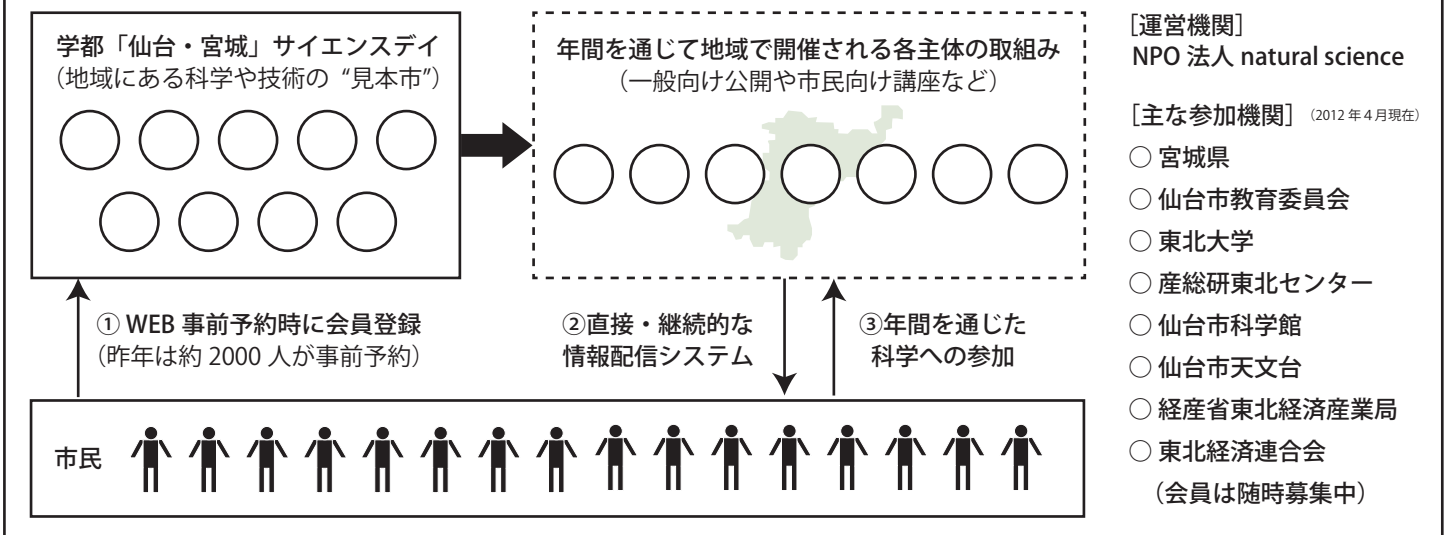 学都「仙台・宮城」サイエンスデイ
（地域にある科学や技術の “見本市”）
年間を通じて地域で開催される各主体の取組み
（一般向け公開や市民向け講座など）
① WEB 事前予約時に会員登録
（昨年は約 2000 人が事前予約）
②直接・継続的な
情報配信システム
③年間を通じた
科学への参加
市民
［運営機関］
NPO 法人 natural science
［主な参加機関］（2012 年 4 月現在）
○ 宮城県
○ 仙台市教育委員会
○ 東北大学
○ 産総研東北センター
○ 仙台市科学館
○ 仙台市天文台
○ 経産省東北経済産業局
○ 東北経済連合会
（会員は随時募集中）